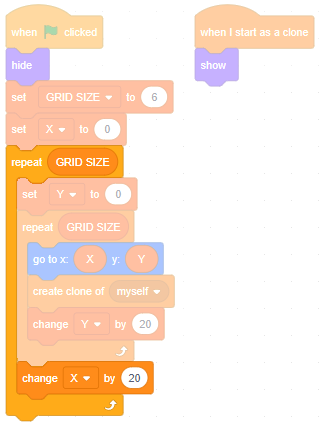 when clicked
hide
set GRID SIZE to 6
set X to 0
repeat GRID SIZE
set Y to 0
repeat GRID SIZE
go to x: X y: Y
create clone of myself
change Y by 20
change X by 20
when I start as a clone
show